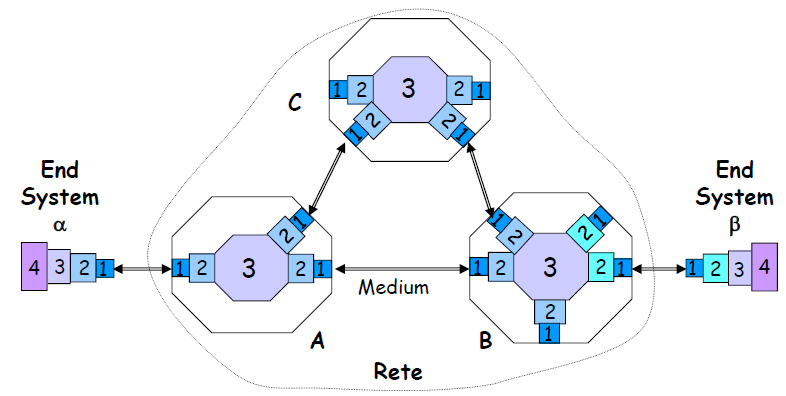 C
3
1 2
2 1
2 1
2 1
End
System
α
4 3 2 1
End
System
β
1 2 3 4
1 2 3 2 1
2 1
A
Medium
1 2 3 2 1
1 2
2 1
2
1
B
Rete